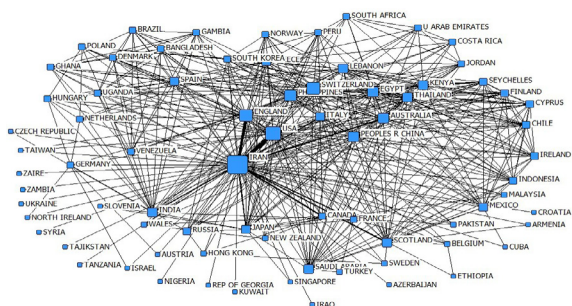 SOUTH AFRICA
BRAZIL
GAMBIA
NORWAY
PERU
U ARAB EMIRATES
COSTA RICA
POLAND
BANGLADESH
DENMARK
SOUTH KOREA
LEBANON
JORDAN
GHANA
SPAIN
SWITZERLAND
EGYPT
KENYA
SEYCHELLES
UGANDA
THAILAND
FINLAND
HUNGARY
CYPRUS
NETHERLANDS
ENGLAND
ITALY
AUSTRALIA
CHILE
CZECH REPUBLIC
USA
PEOPLES R CHINA
TAIWAN
VENEZUELA
IRAN
IRELAND
GERMANY
ZAIRE
INDONESIA
ZAMBIA
MALAYSIA
UKRAINE
SLOVENIA
INDIA
MEXICO
CROATIA
NORTH IRELAND
CANADA
FRANCE
WALES
RUSSIA
JAPAN
PAKISTAN
ARMENIA
SYRIA
NEW ZEALAND
SCOTLAND
BELGIUM
CUBA
TAJIKSTAN
AUSTRIA
HONG KONG
SWEDEN
TANZANIA
ISRAEL
SAUDI ARABIA
TURKEY
ETHIOPIA
NIGERIA
REP OF GEORGIA
SINGAPORE
AZERBAIJAN
KUWAIT
IRAQ